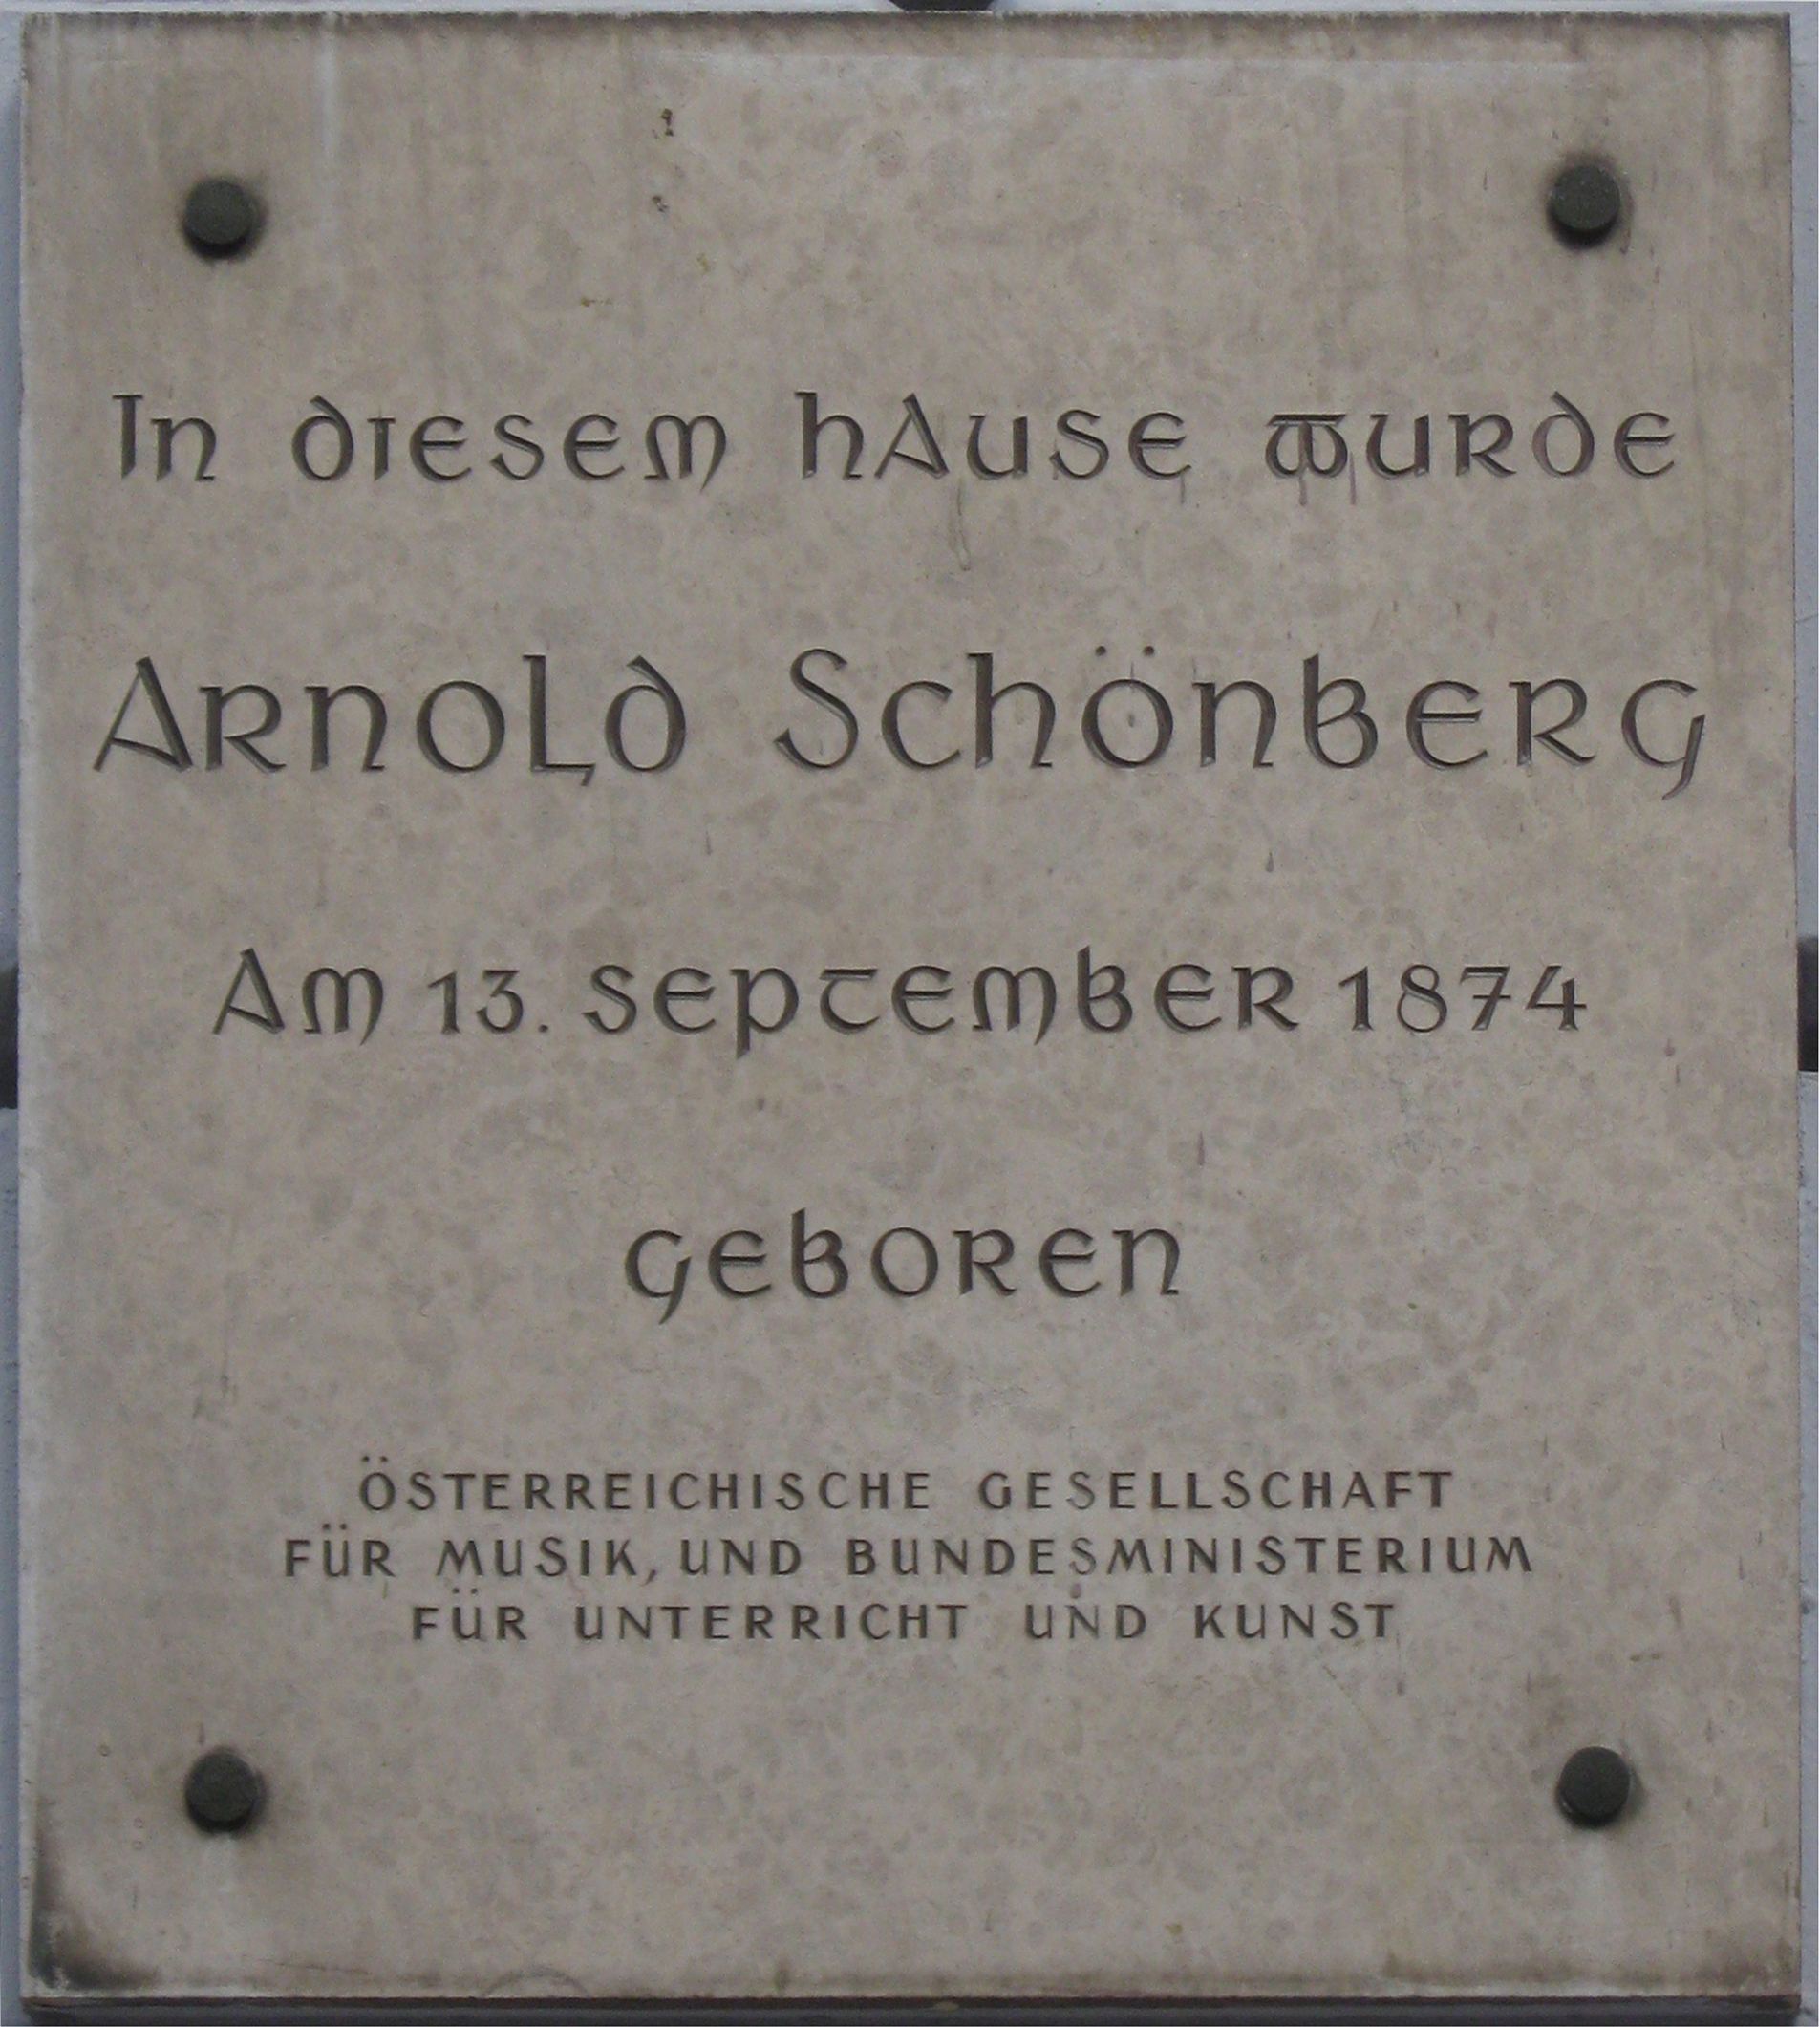 In diesem Hause wurde
Arnold Schönberg
Am 13. September 1874
geboren
ÖSTERREICHISCHE GESELLSCHAFT
FÜR MUSIK, UND BUNDESMINISTERIUM
FÜR UNTERRICHT UND KUNST